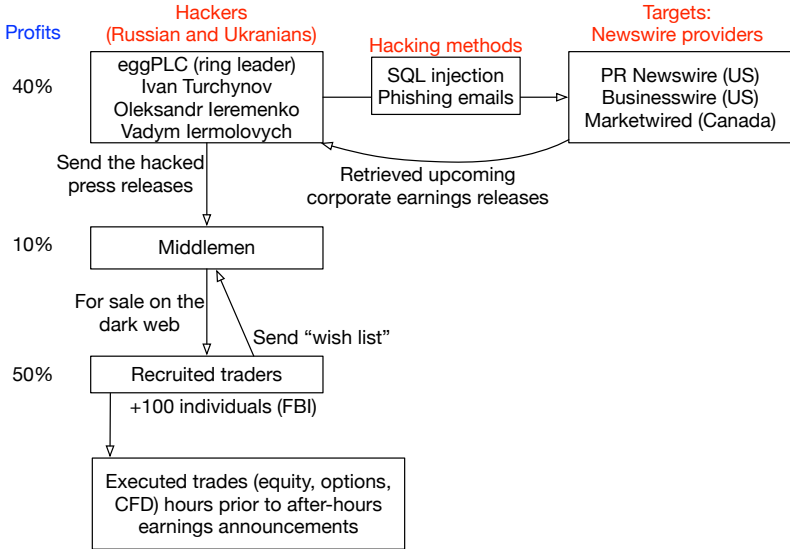 Profits
Hackers
(Russian and Ukranians)
Hacking methods
Targets:
Newswire providers
40%
eggPLC (ring leader)
Ivan Turchynov
Oleksandr Ieremenko
Vadym Iermolovych
SQL injection
Phishing emails
PR Newswire (US)
Businesswire (US)
Marketwired (Canada)
Send the hacked
press releases
Retrieved upcoming
corporate earnings releases
10%
Middlemen
For sale on the
dark web
Send “wish list”
50%
Recruited traders
+100 individuals (FBI)
Executed trades (equity, options,
CFD) hours prior to after-hours
earnings announcements